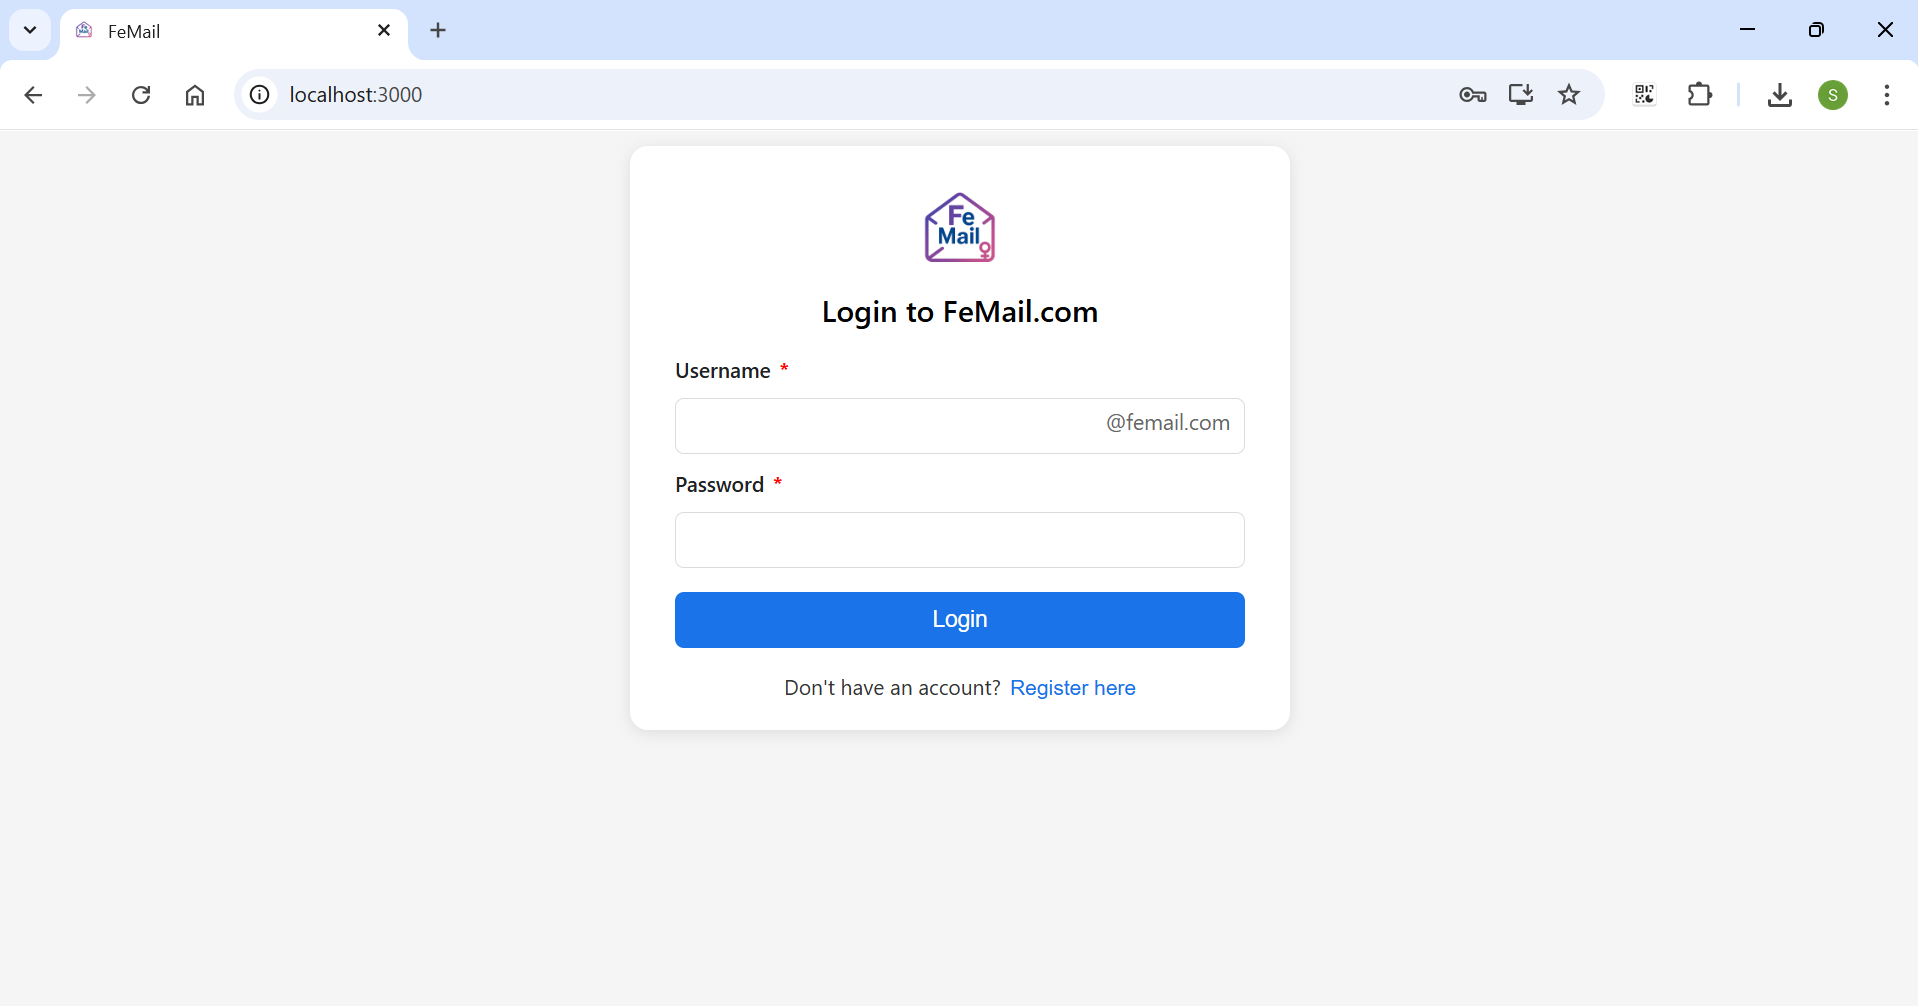 FeMail
localhost:3000
S
Fe
Mail
Login to FeMail.com
Username *
@femail.com
Password *
Login
Don't have an account? Register here